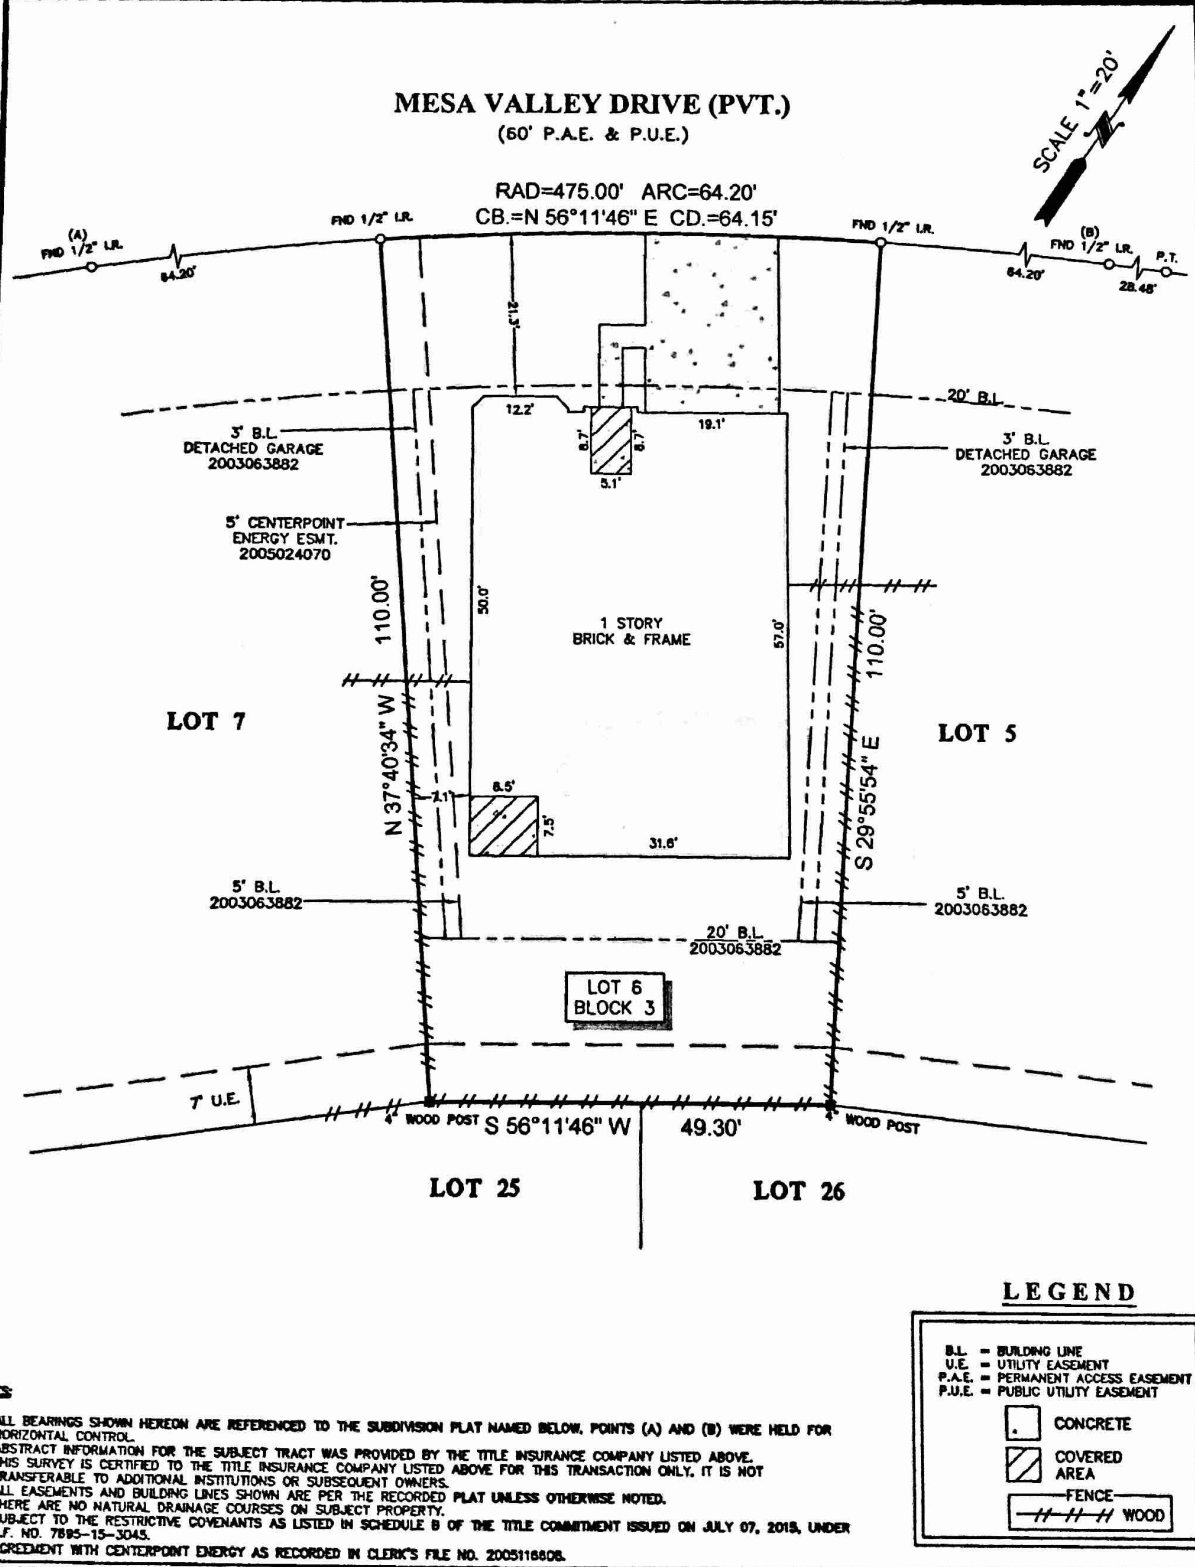 MESA VALLEY DRIVE (PVT.)
(60' P.A.E. & P.U.E.)
SCALE 1"=20'
RAD=475.00' ARC=64.20'
CB.=N 56°11'46" E CD.=64.15'
(A)
FND 1/2" I.R.
64.20'
FND 1/2" I.R.
FND 1/2" I.R.
64.20'
(B)
FND 1/2" I.R.
28.48'
P.T.
21.3'
20' B.L.
12.2'
19.1'
3' B.L.
DETACHED GARAGE
2003063882
8.7'
8.7'
5.1'
3' B.L.
DETACHED GARAGE
2003063882
5' CENTERPOINT
ENERGY ESMT.
2005024070
110.00'
N 37°40'34" W
50.0'
1 STORY
BRICK & FRAME
57.0'
110.00'
S 29°55'54" E
LOT 7
LOT 5
7.1'
8.5'
7.5'
31.6'
5' B.L.
2003063882
5' B.L.
2003063882
20' B.L.
2003063882
LOT 6
BLOCK 3
7' U.E.
4" WOOD POST
S 56°11'46" W 49.30'
4" WOOD POST
LOT 25
LOT 26
LEGEND
B.L. = BUILDING LINE
U.E. = UTILITY EASEMENT
P.A.E. = PERMANENT ACCESS EASEMENT
P.U.E. = PUBLIC UTILITY EASEMENT
CONCRETE
COVERED
AREA
FENCE
WOOD
S:
LL BEARINGS SHOWN HEREON ARE REFERENCED TO THE SUBDIVISION PLAT NAMED BELOW, POINTS (A) AND (B) WERE HELD FOR
ORIZONTAL CONTROL.
BSTRACT INFORMATION FOR THE SUBJECT TRACT WAS PROVIDED BY THE TITLE INSURANCE COMPANY LISTED ABOVE.
HIS SURVEY IS CERTIFIED TO THE TITLE INSURANCE COMPANY LISTED ABOVE FOR THIS TRANSACTION ONLY, IT IS NOT
RANSFERABLE TO ADDITIONAL INSTITUTIONS OR SUBSEQUENT OWNERS.
LL EASEMENTS AND BUILDING LINES SHOWN ARE PER THE RECORDED PLAT UNLESS OTHERWISE NOTED.
HERE ARE NO NATURAL DRAINAGE COURSES ON SUBJECT PROPERTY.
UBJECT TO THE RESTRICTIVE COVENANTS AS LISTED IN SCHEDULE B OF THE TITLE COMMITMENT ISSUED ON JULY 07, 2015, UNDER
.F. NO. 7695-15-3045.
GREEMENT WITH CENTERPOINT ENERGY AS RECORDED IN CLERK'S FILE NO. 2005116606.